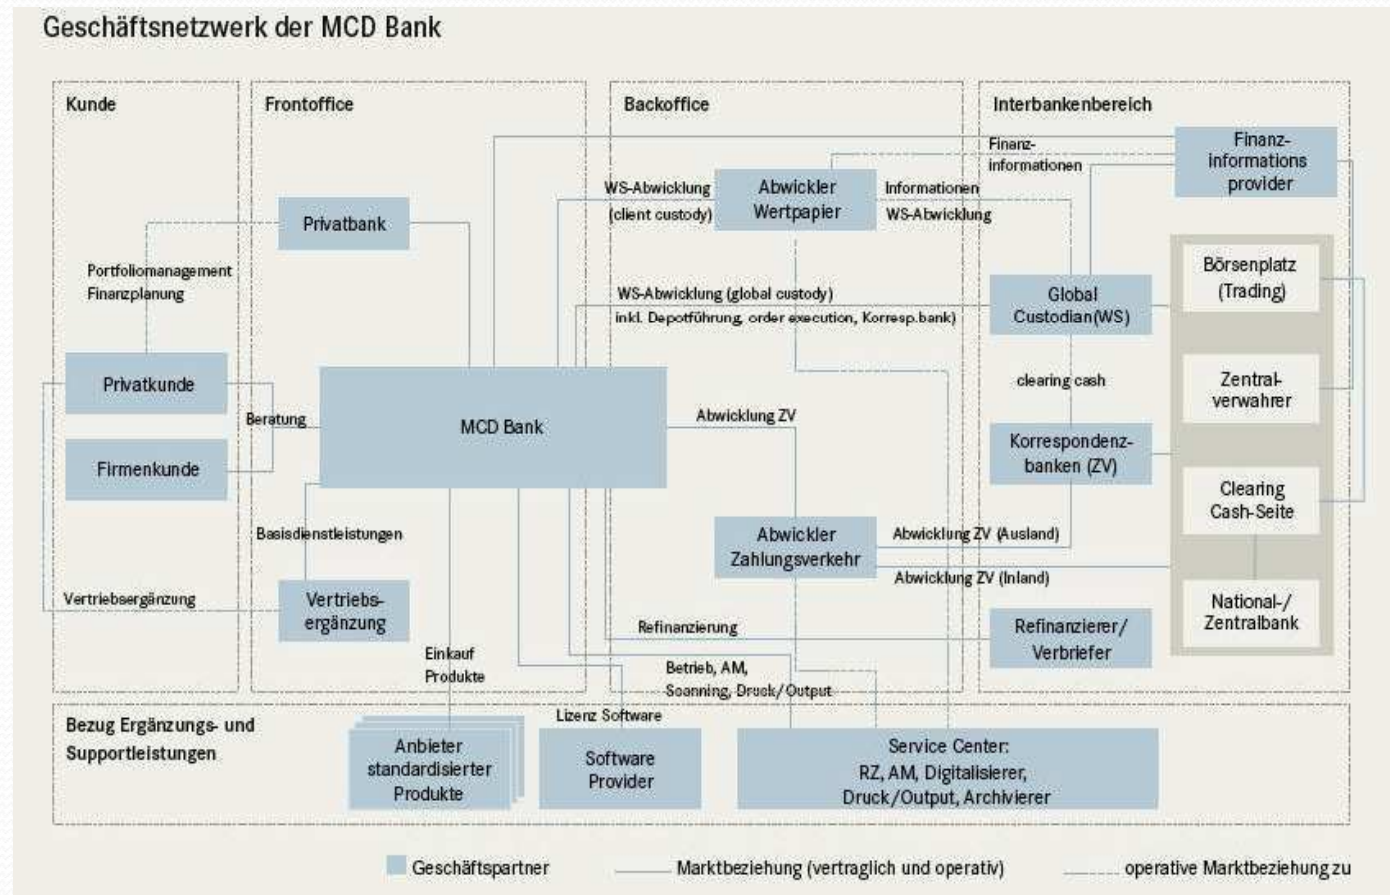 Geschäftsnetzwerk der MCD Bank
Kunde
Frontoffice
Backoffice
Interbankenbereich
Finanz-
informationen
Finanz-
informations
provider
WS-Abwicklung
(client custody)
Abwickler
Wertpapier
Informationen
WS-Abwicklung
Privatbank
Portfoliomanagement
Finanzplanung
WS-Abwicklung (global custody)
inkl. Depotführung, order execution, Korresp.bank)
Global
Custodian(WS)
Börsenplatz
(Trading)
clearing cash
Zentral-
verwahrer
Privatkunde
Beratung
MCD Bank
Abwicklung ZV
Firmenkunde
Korrespondenz-
banken (ZV)
Clearing
Cash-Seite
Basisdienstleistungen
Abwickler
Zahlungsverkehr
Abwicklung ZV (Ausland)
Abwicklung ZV (Inland)
Vertriebsergänzung
Vertriebs-
ergänzung
National-/
Zentralbank
Refinanzierung
Refinanzierer/
Verbriefer
Einkauf
Produkte
Betrieb, AM,
Scanning, Druck/Output
Bezug Ergänzungs- und
Supportleistungen
Lizenz Software
Anbieter
standardisierter
Produkte
Software
Provider
Service Center:
RZ, AM, Digitalisierer,
Druck/Output, Archivierer
Geschäftspartner
Marktbeziehung (vertraglich und operativ)
operative Marktbeziehung zu